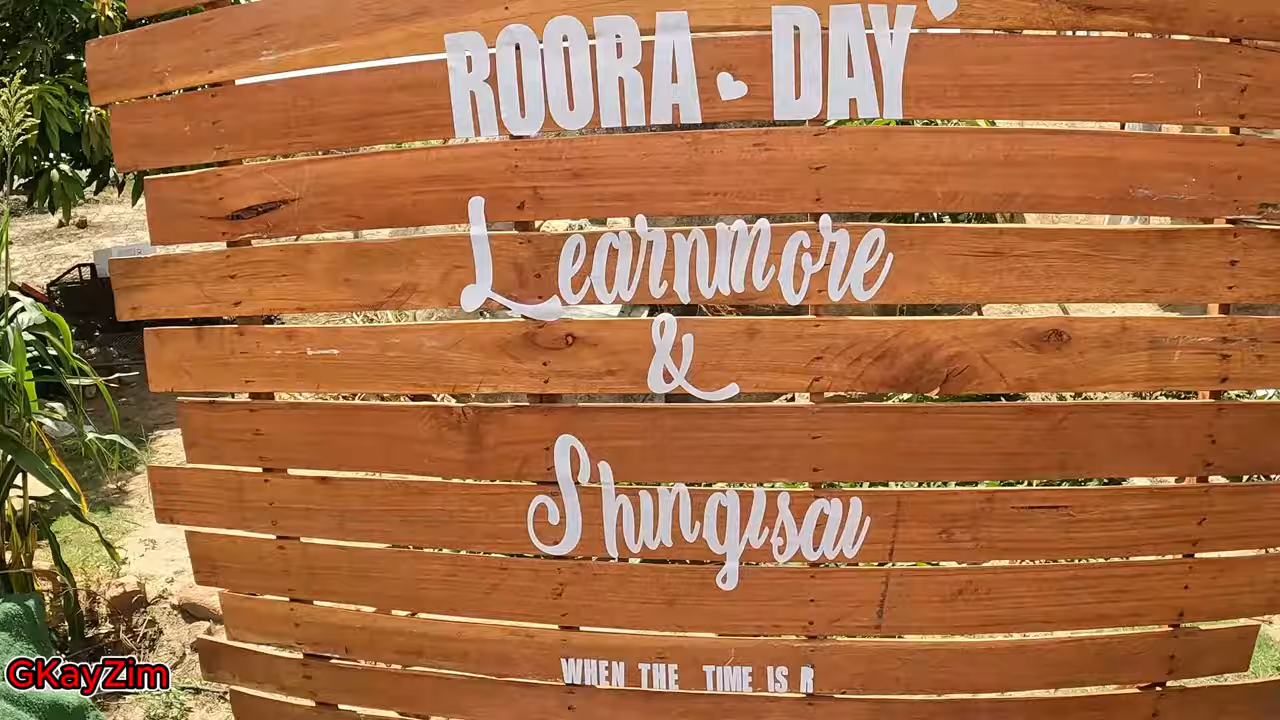 ROORA DAY
Learnmore
&
Shingisai
WHEN THE TIME IS R
GKayZim